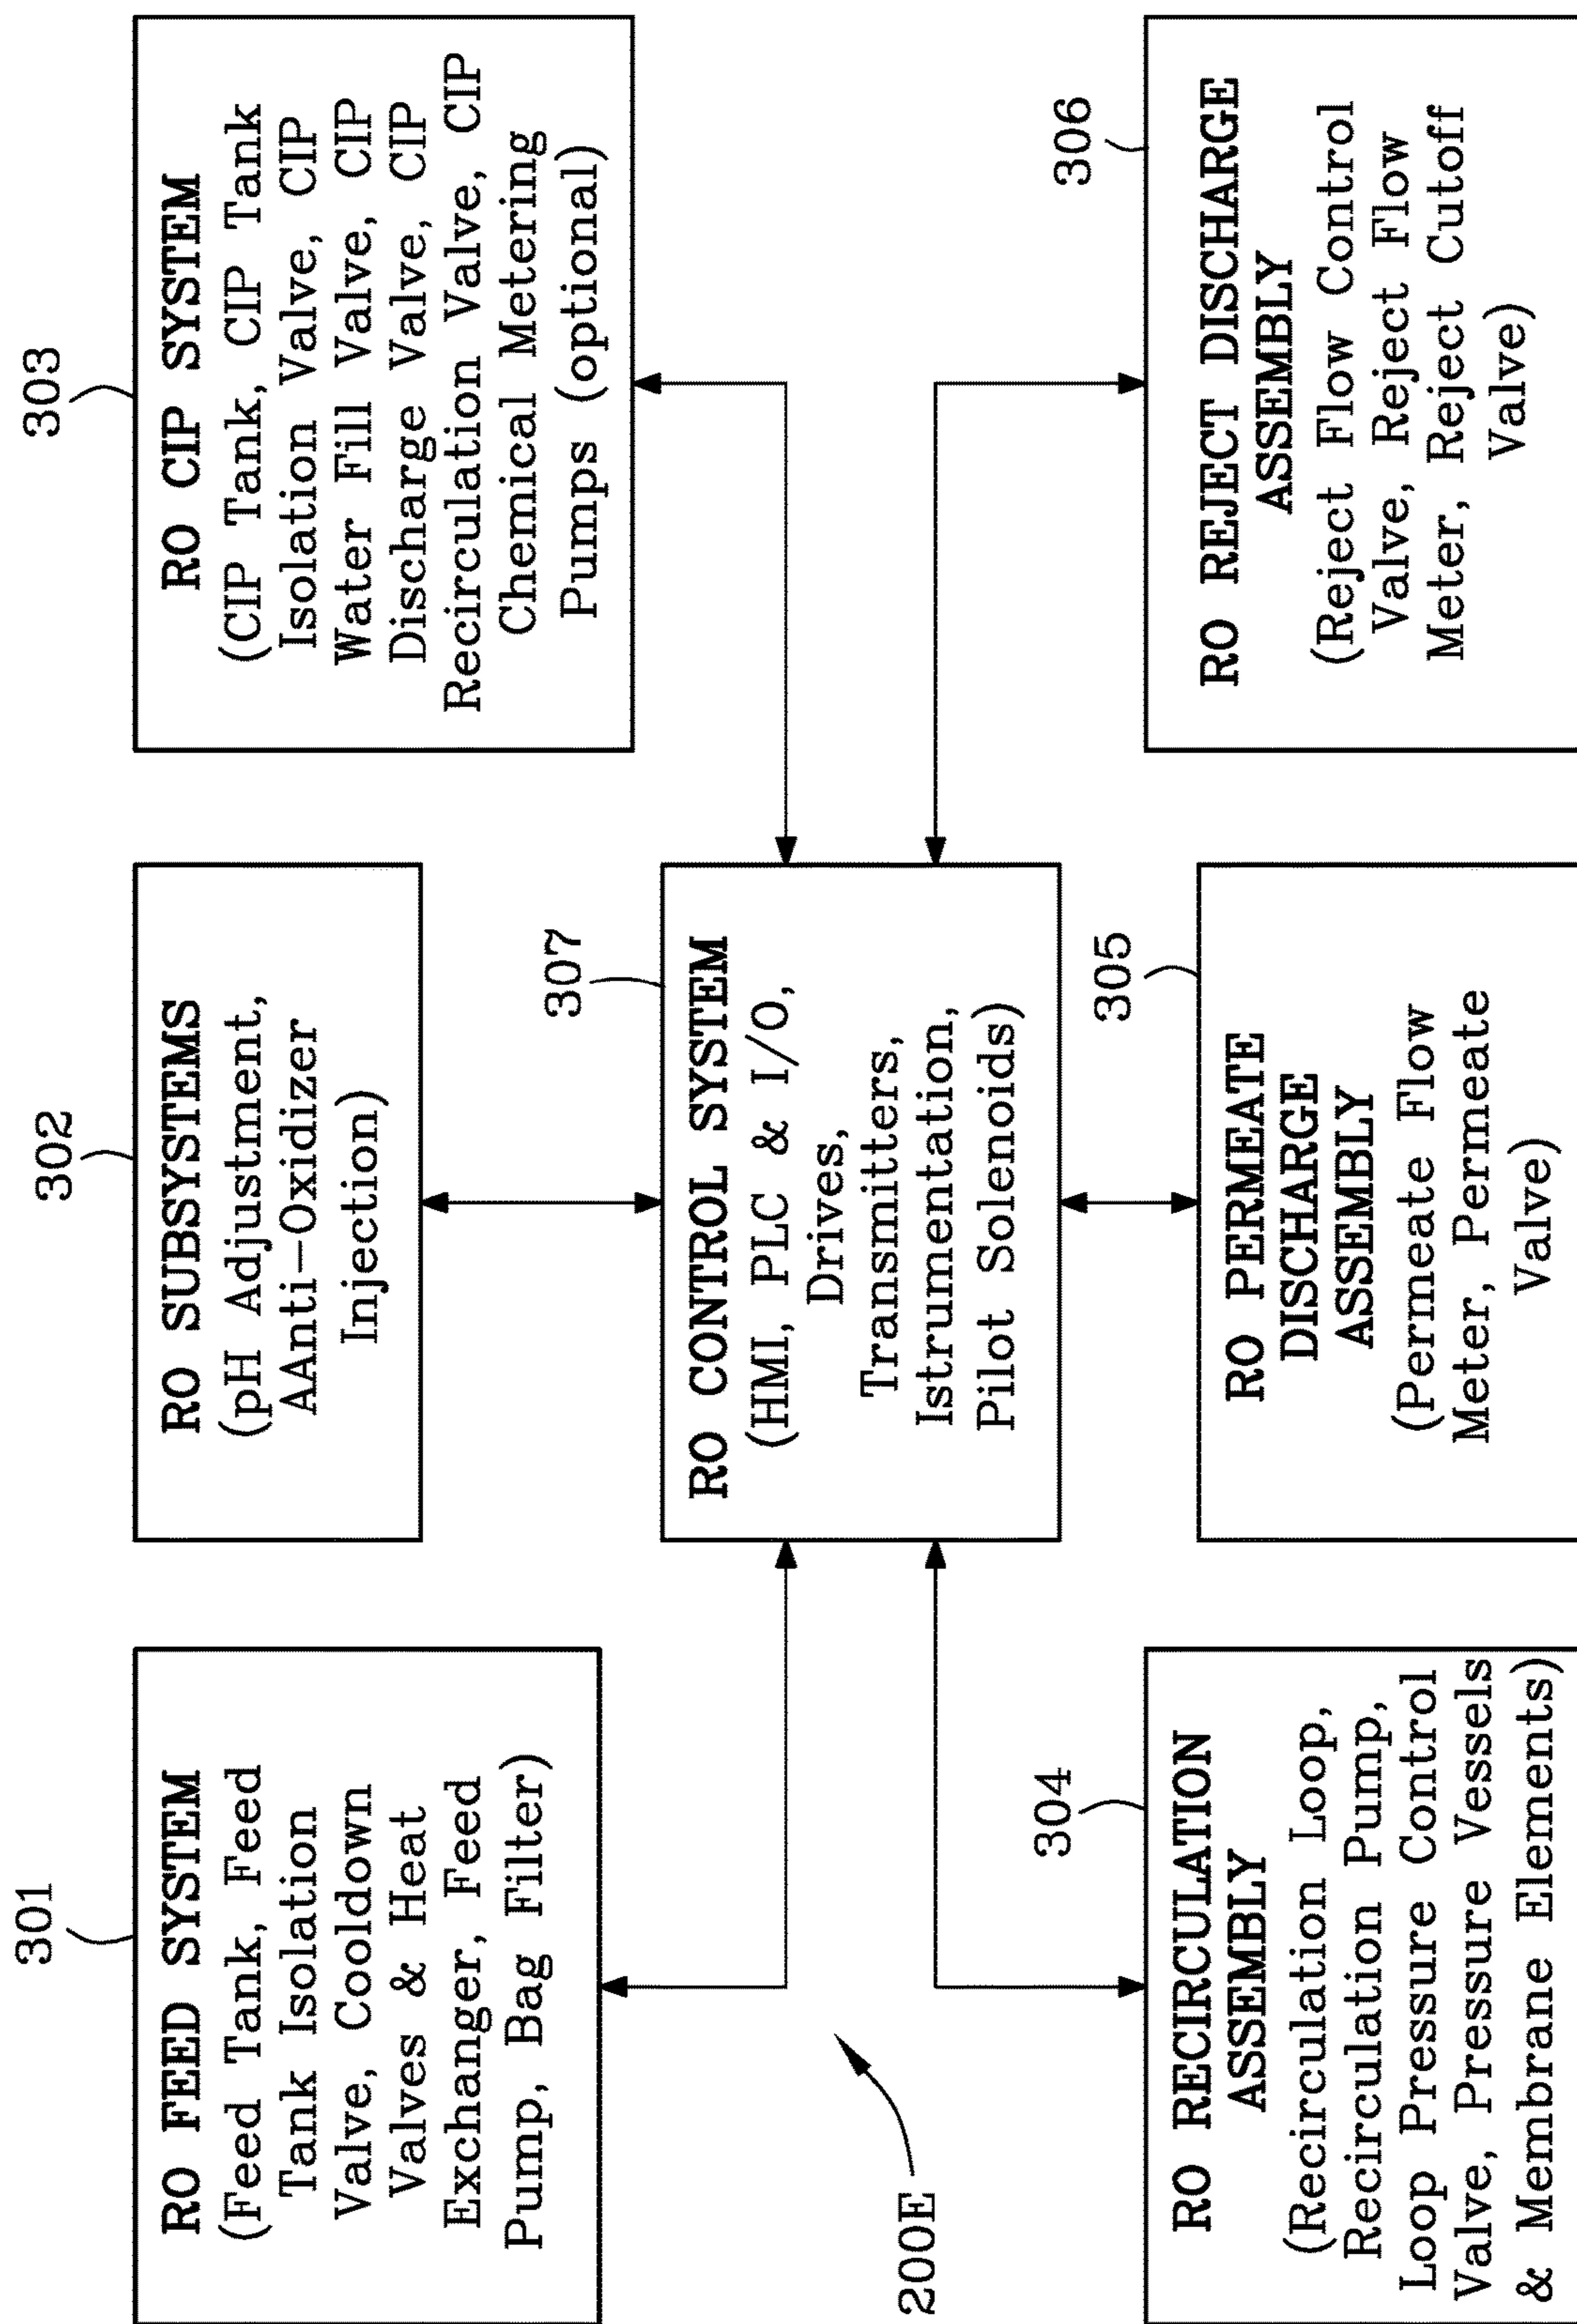 301
RO FEED SYSTEM
(Feed Tank, Feed
Tank Isolation
Valve, Cooldown
Valves & Heat
Exchanger, Feed
Pump, Bag Filter)
302
RO SUBSYSTEMS
(pH Adjustment,
AAnti-Oxidizer
Injection)
303
RO CIP SYSTEM
(CIP Tank, CIP Tank
Isolation Valve, CIP
Water Fill Valve, CIP
Discharge Valve, CIP
Recirculation Valve, CIP
Chemical Metering
Pumps (optional)
307
RO CONTROL SYSTEM
(HMI, PLC & I/O,
Drives,
Transmitters,
Istrumentation,
Pilot Solenoids)
200E
304
RO RECIRCULATION
ASSEMBLY
(Recirculation Loop,
Recirculation Pump,
Loop Pressure Control
Valve, Pressure Vessels
& Membrane Elements)
305
RO PERMEATE
DISCHARGE
ASSEMBLY
(Permeate Flow
Meter, Permeate
Valve)
306
RO REJECT DISCHARGE
ASSEMBLY
(Reject Flow Control
Valve, Reject Flow
Meter, Reject Cutoff
Valve)